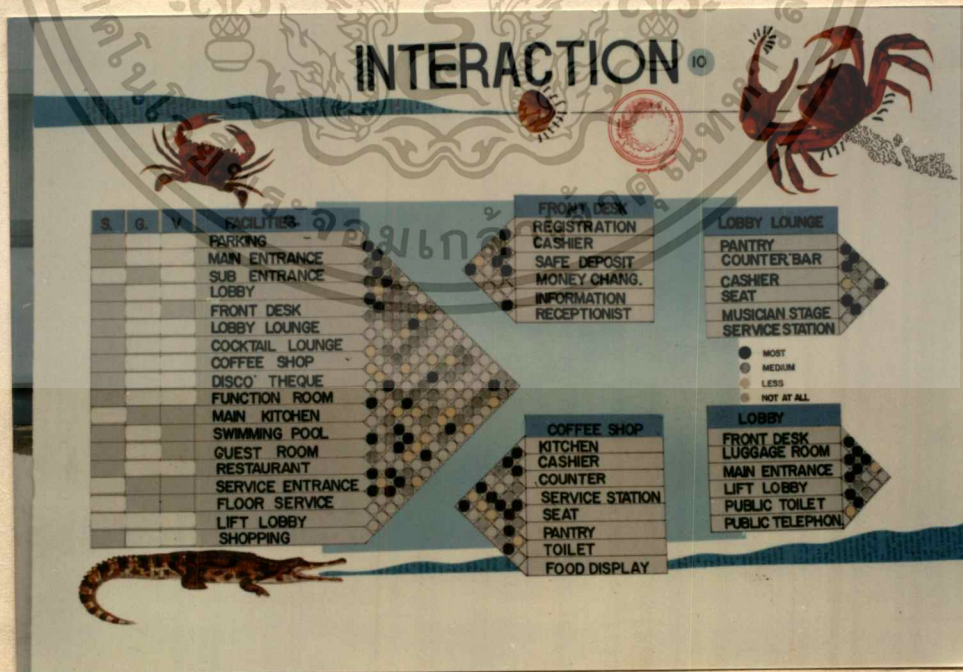 INTERACTION 10
S. G. V FACILITIES
PARKING
MAIN ENTRANCE
SUB ENTRANCE
LOBBY
FRONT DESK
LOBBY LOUNGE
COCKTAIL LOUNGE
COFFEE SHOP
DISCO THEQUE
FUNCTION ROOM
MAIN KITCHEN
SWIMMING POOL
GUEST ROOM
RESTAURANT
SERVICE ENTRANCE
FLOOR SERVICE
LIFT LOBBY
SHOPPING
FRONT DESK
REGISTRATION
CASHIER
SAFE DEPOSIT
MONEY CHANG.
INFORMATION
RECEPTIONIST
LOBBY LOUNGE
PANTRY
COUNTER BAR
CASHIER
SEAT
MUSICIAN STAGE
SERVICE STATION
MOST
MEDIUM
LESS
NOT AT ALL
COFFEE SHOP
KITCHEN
CASHIER
COUNTER
SERVICE STATION
SEAT
PANTRY
TOILET
FOOD DISPLAY
LOBBY
FRONT DESK
LUGGAGE ROOM
MAIN ENTRANCE
LIFT LOBBY
PUBLIC TOILET
PUBLIC TELEPHON